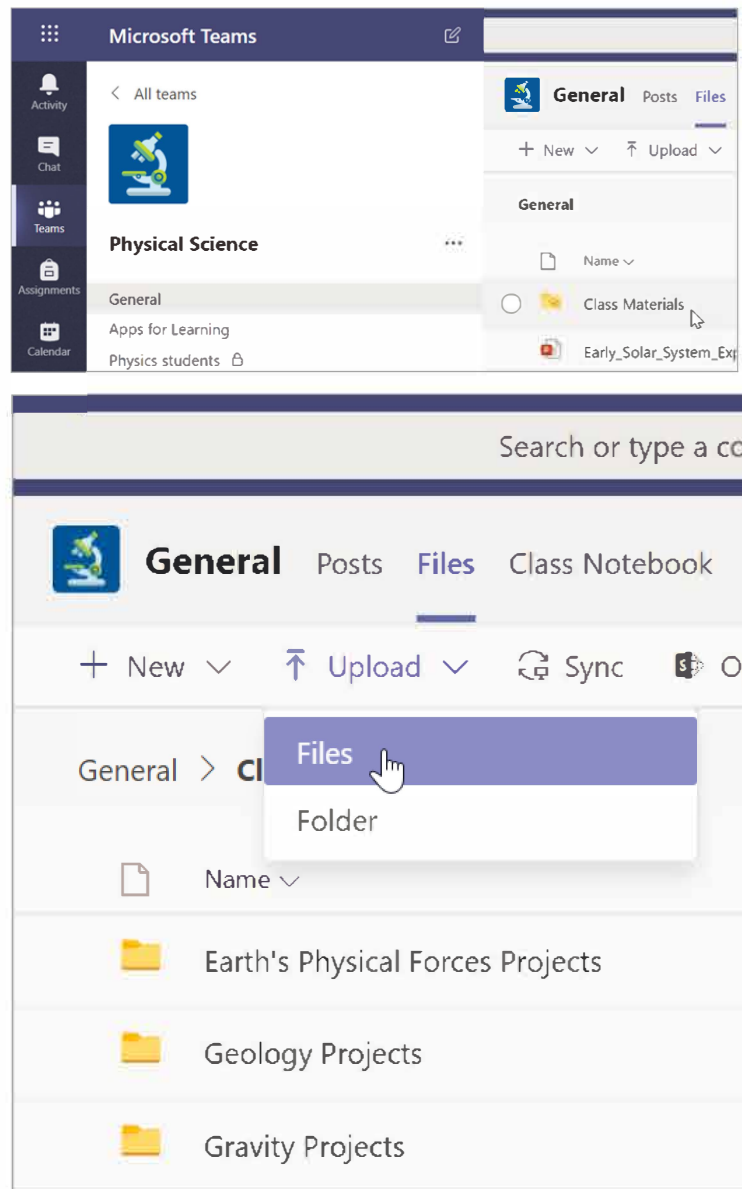 Microsoft Teams
Activity
Chat
Teams
Assignments
Calendar
All teams
Physical Science
General
Apps for Learning
Physics students
General Posts Files
New Upload
General
Name
Class Materials
Early_Solar_System_Exp
Search or type a co
General Posts Files Class Notebook
New Upload Sync O
Files
Folder
General > Cl
Name
Earth's Physical Forces Projects
Geology Projects
Gravity Projects